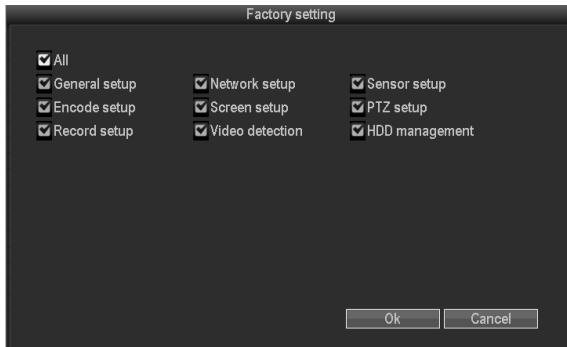 Factory setting
All
General setup Network setup Sensor setup
Encode setup Screen setup PTZ setup
Record setup Video detection HDD management
Ok Cancel